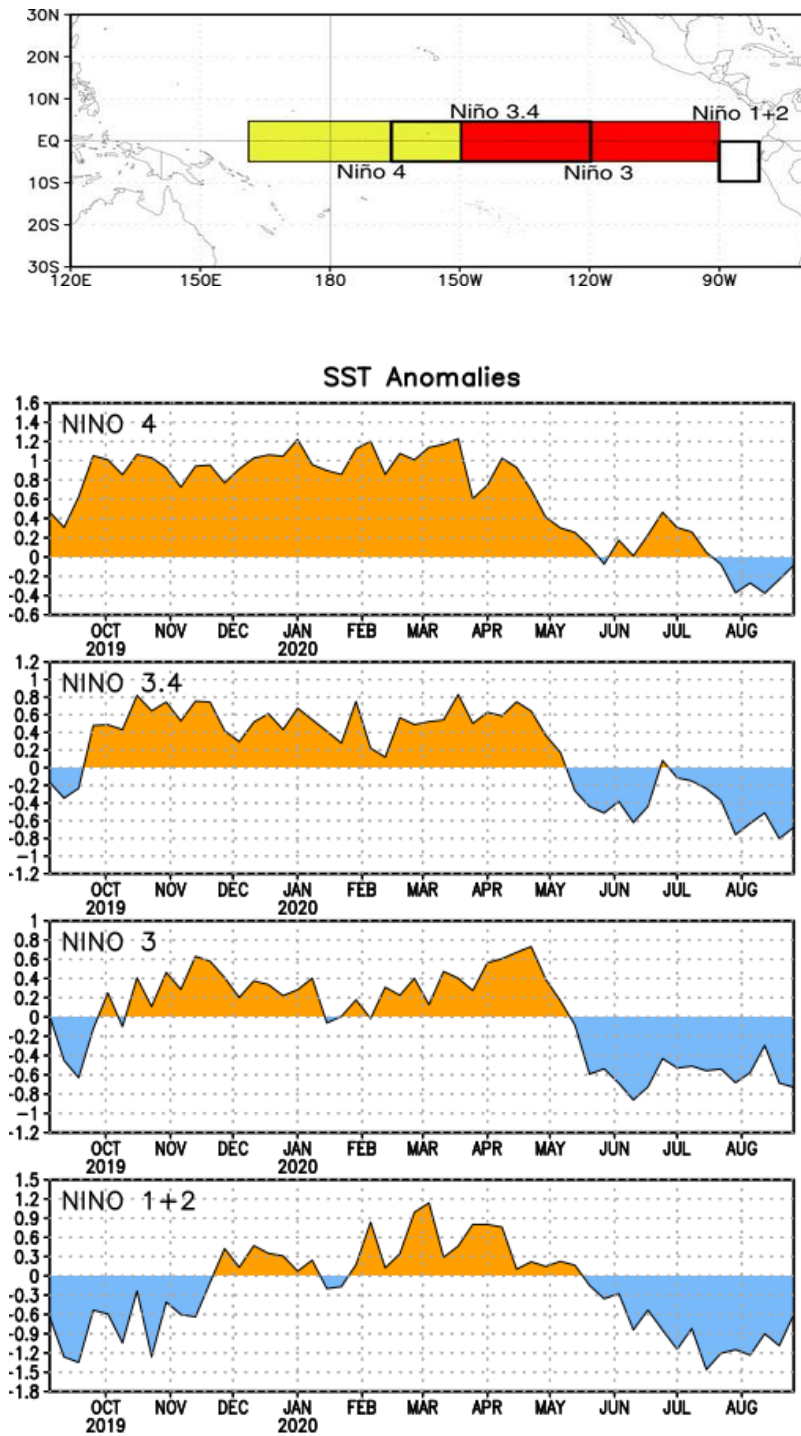 30N
20N
10N
Niño 3.4
Niño 1+2
EQ
Niño 4
Niño 3
10S
20S
30S
120E 150E 180 150W 120W 90W
SST Anomalies
NINO 4
1.6
1.4
1.2
1
0.8
0.6
0.4
0.2
0
-0.2
-0.4
-0.6
OCT NOV DEC JAN FEB MAR APR MAY JUN JUL AUG
2019 2020
NINO 3.4
1.2
1
0.8
0.6
0.4
0.2
0
-0.2
-0.4
-0.6
-0.8
-1
-1.2
OCT NOV DEC JAN FEB MAR APR MAY JUN JUL AUG
2019 2020
NINO 3
1
0.8
0.6
0.4
0.2
0
-0.2
-0.4
-0.6
-0.8
-1
-1.2
OCT NOV DEC JAN FEB MAR APR MAY JUN JUL AUG
2019 2020
NINO 1+2
1.5
1.2
0.9
0.6
0.3
0
-0.3
-0.6
-0.9
-1.2
-1.5
-1.8
OCT NOV DEC JAN FEB MAR APR MAY JUN JUL AUG
2019 2020